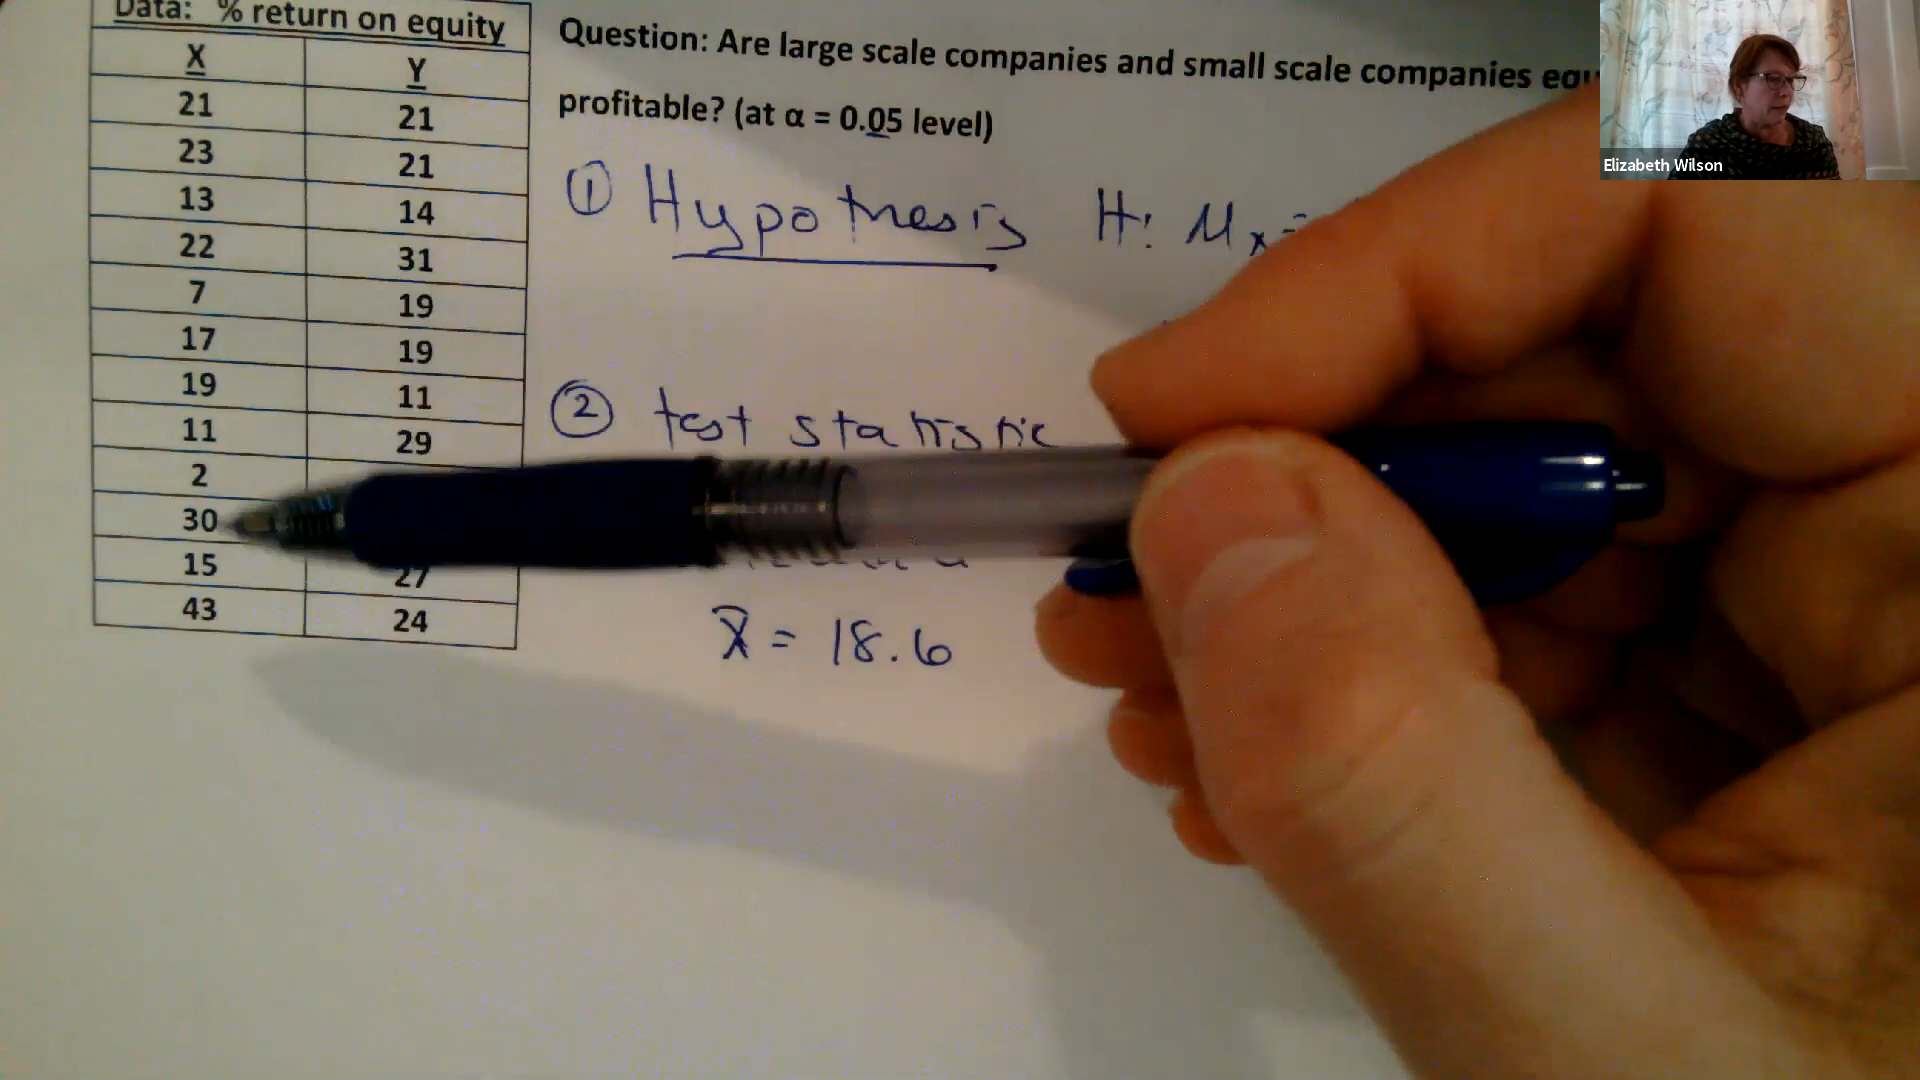 Data: % return on equity
X Y
21 21
23 21
13 14
22 31
7 19
17 19
19 11
11 29
2
30
15 27
43 24
Question: Are large scale companies and small scale companies
profitable? (at α = 0.05 level)
① Hypothesis H: μx =
② test statistic
x̄ = 18.6
Elizabeth Wilson